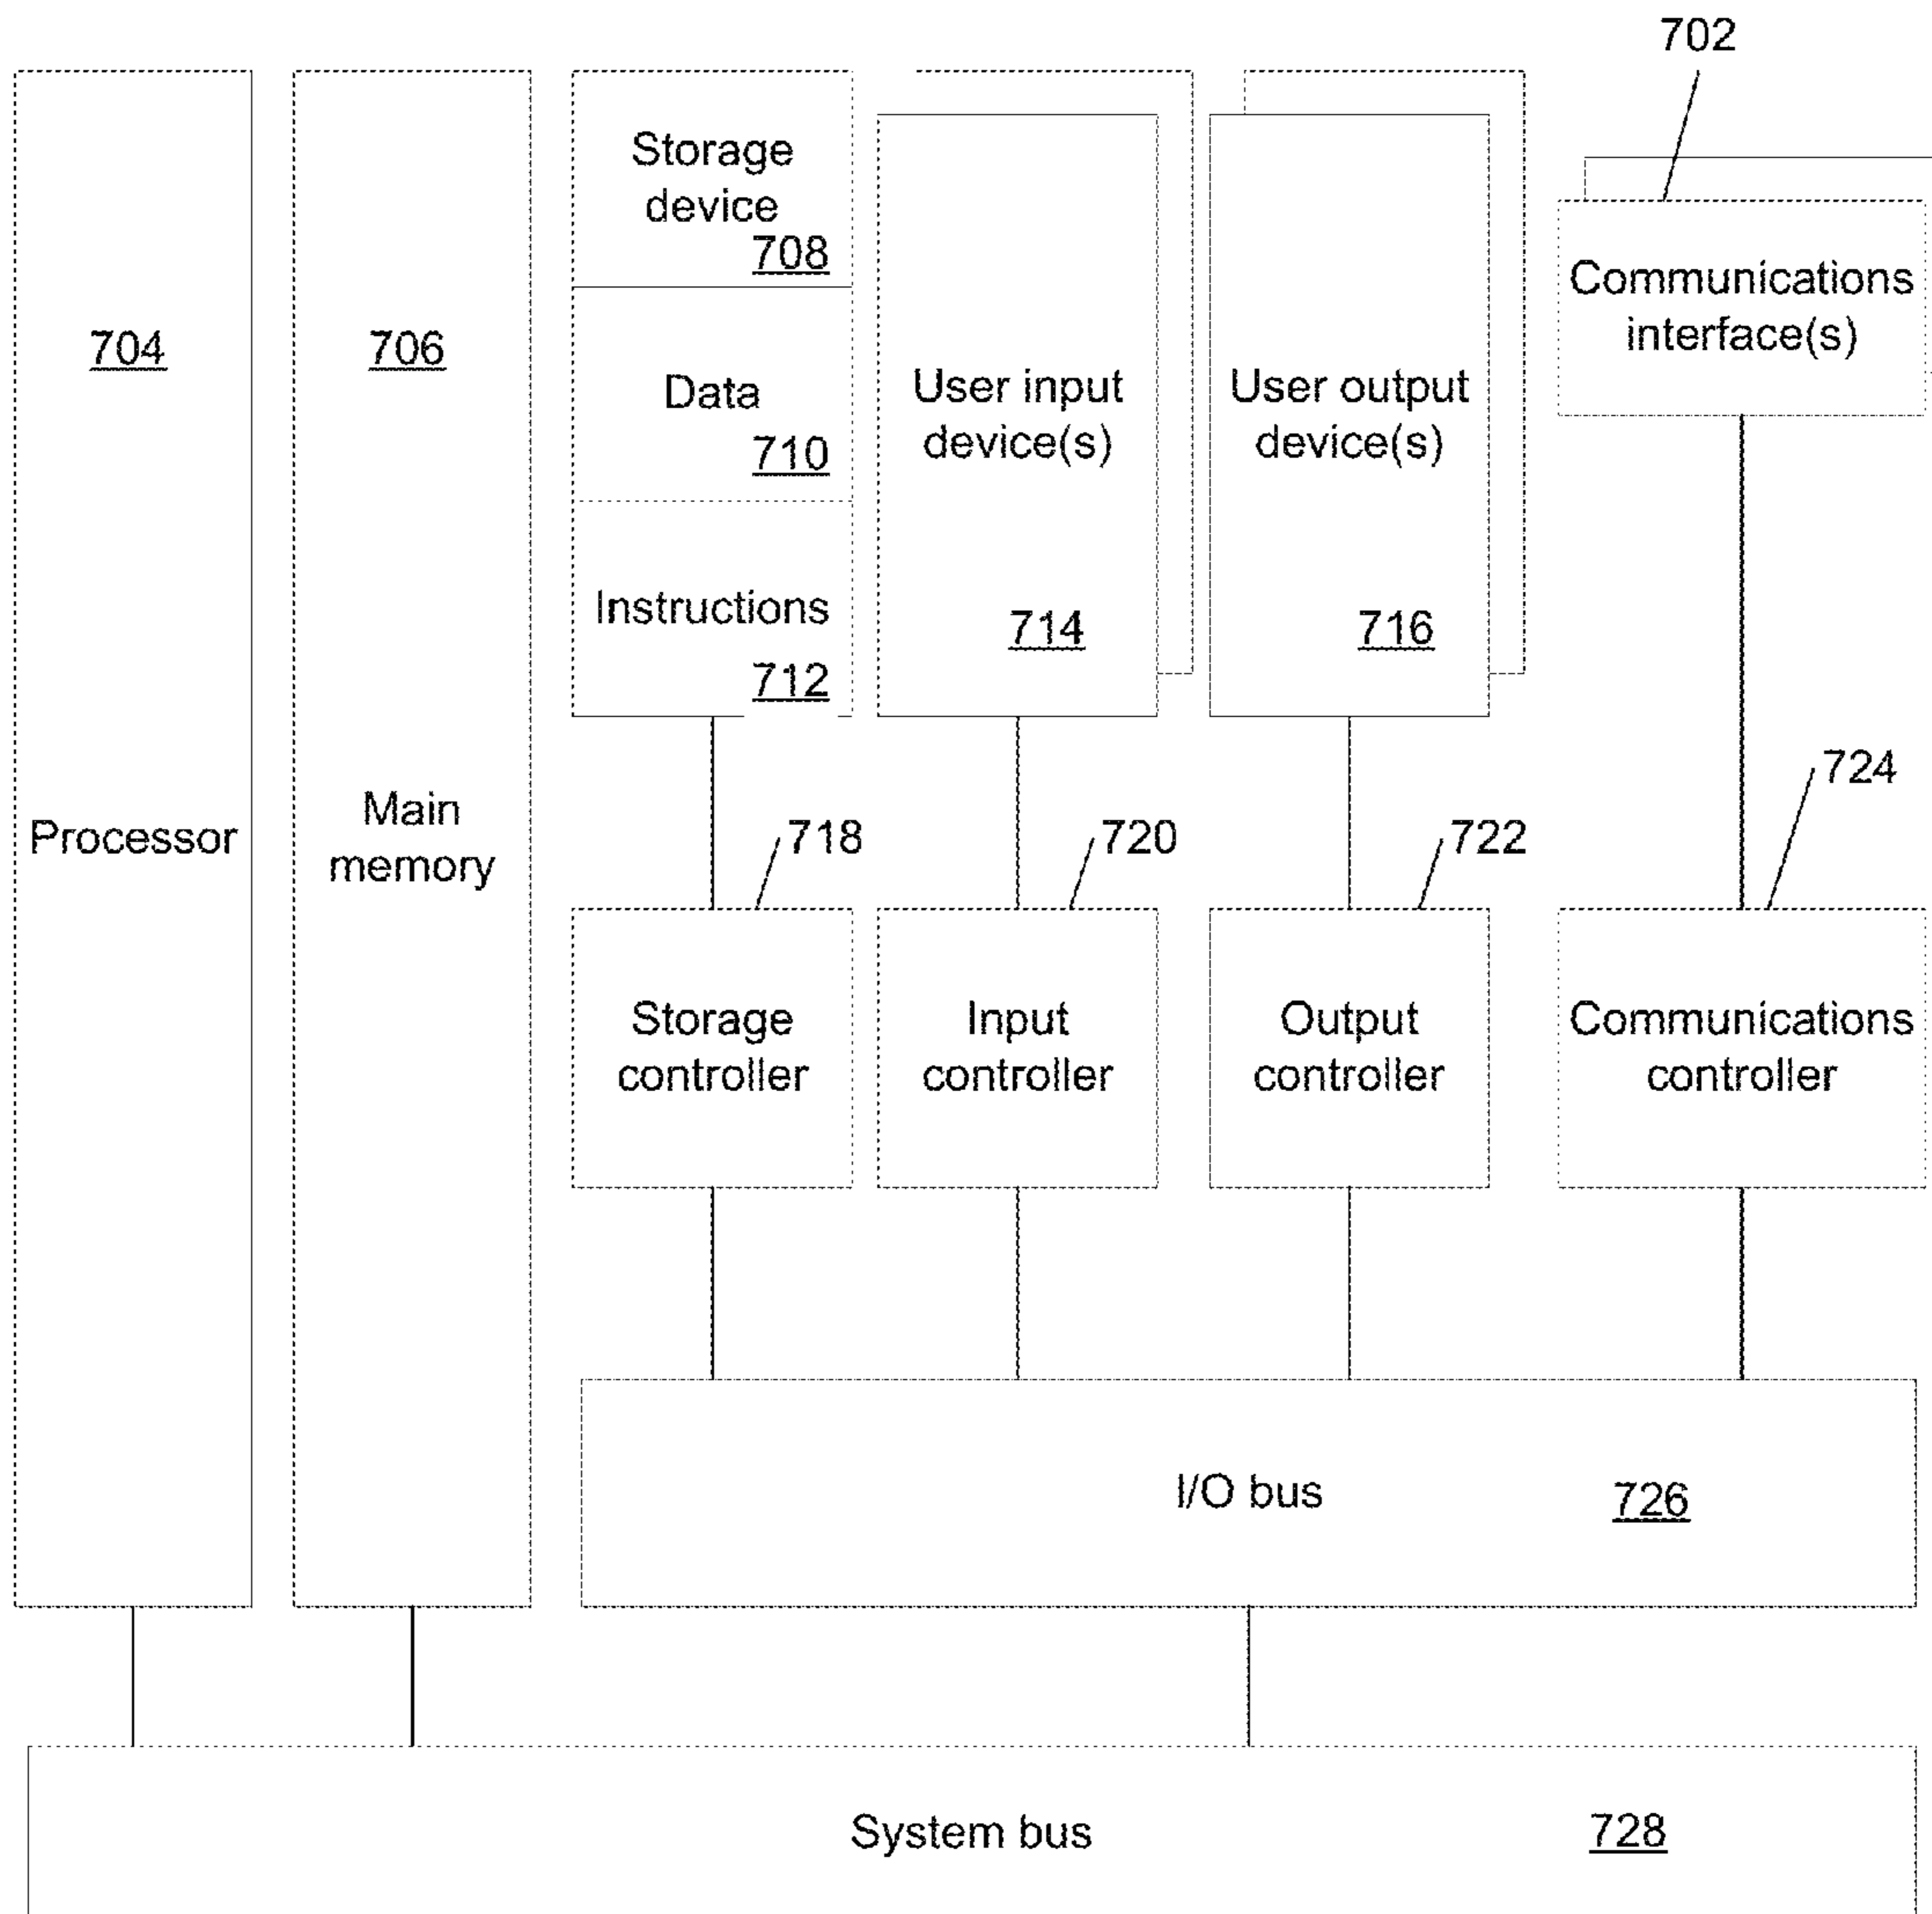 702
Storage
device
708
704
706
Data
710
User input
device(s)
User output
device(s)
Communications
interface(s)
Instructions
712
714
716
Processor
Main
memory
718
720
722
724
Storage
controller
Input
controller
Output
controller
Communications
controller
I/O bus
726
System bus
728